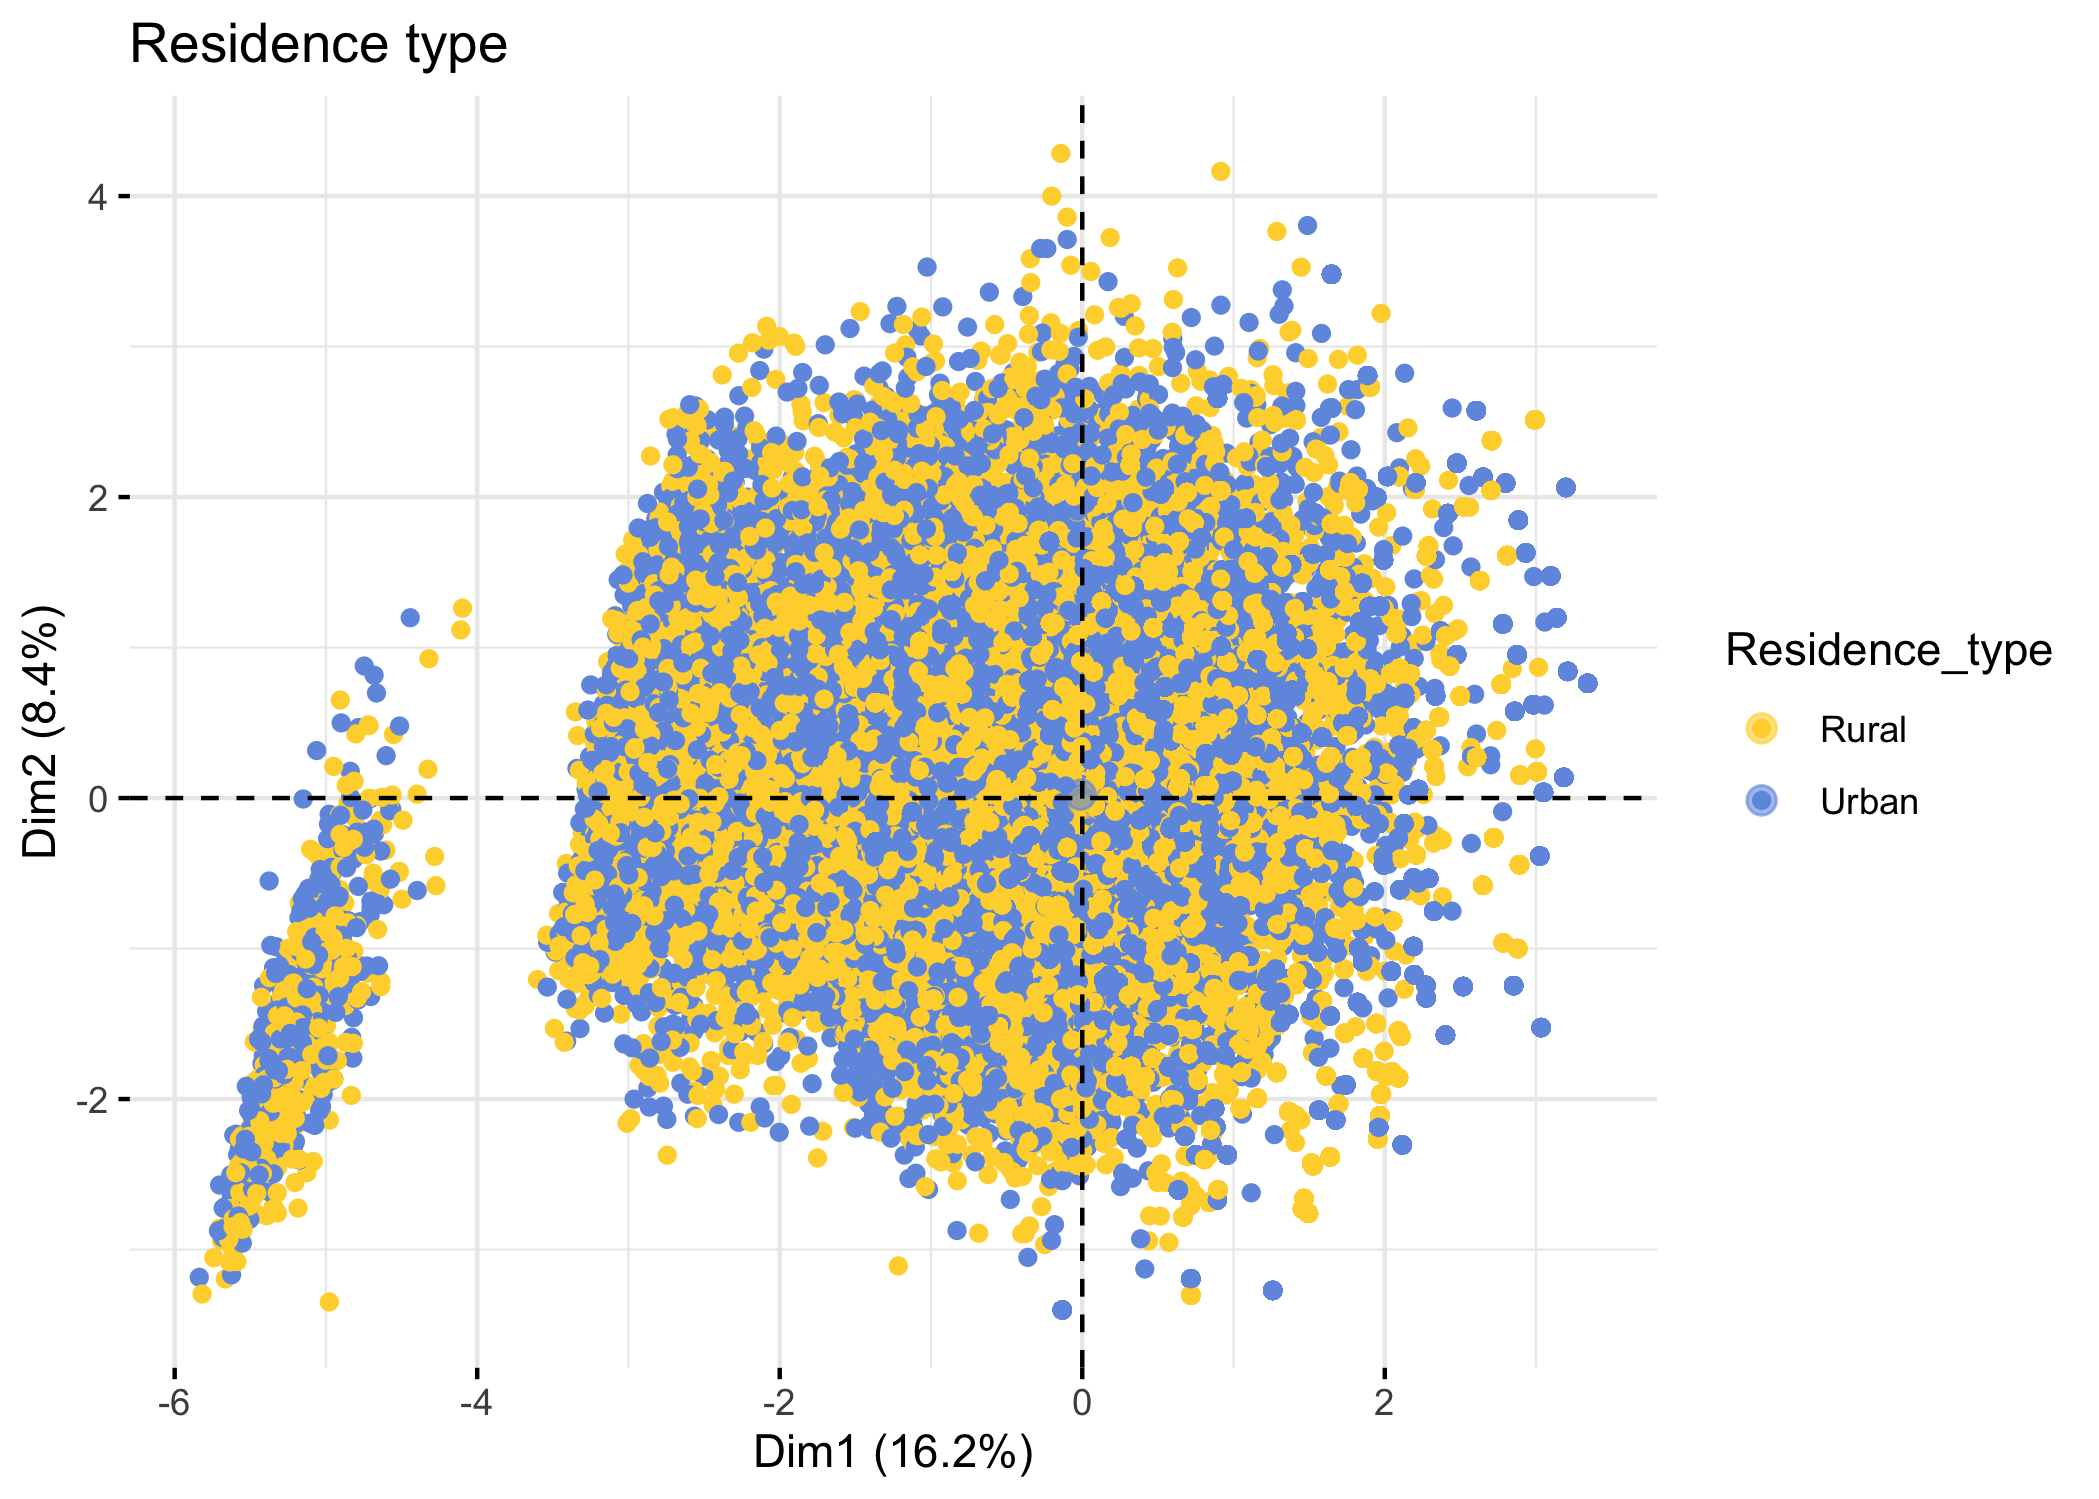 Residence type
4
2
0
-2
Dim2 (8.4%)
-6
-4
-2
0
2
Dim1 (16.2%)
Residence_type
Rural
Urban